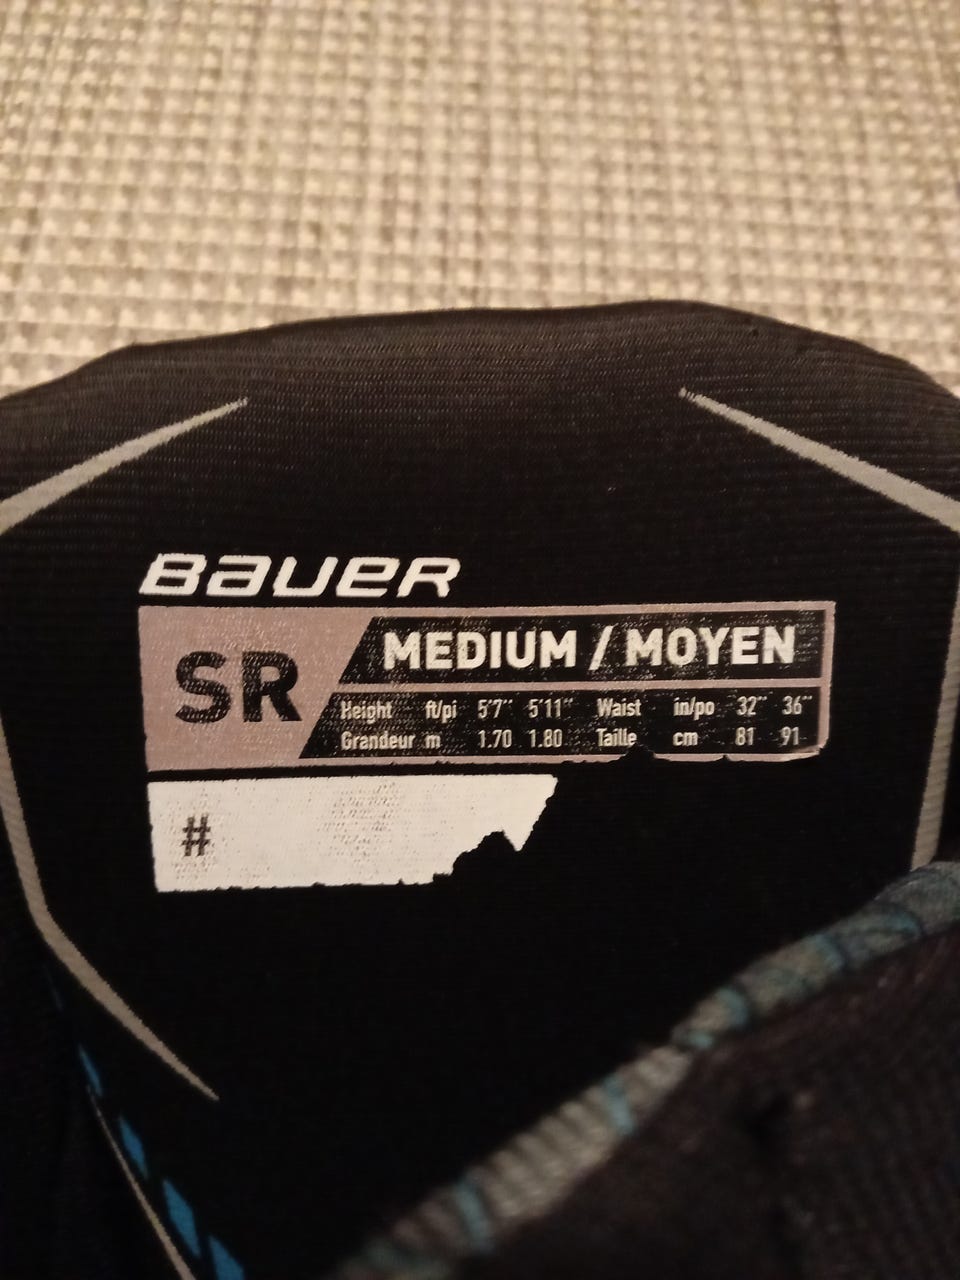 BAUER
SR
MEDIUM / MOYEN
Height ft/pi 5'7" 5'11" Waist in/po 32" 36"
Grandeur m 1.70 1.80 Taille cm 81 91
#